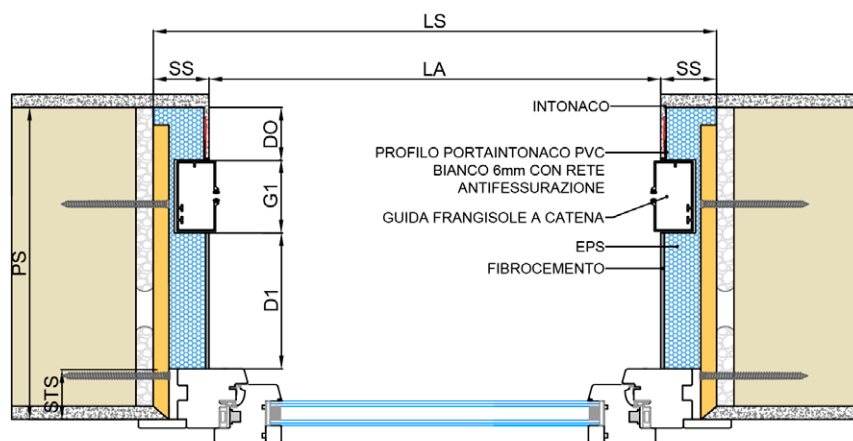 LS
SS
LA
SS
INTONACO
DO
PROFILO PORTAINTONACO PVC
BIANCO 6mm CON RETE
ANTIFESSURAZIONE
G1
GUIDA FRANGISOLE A CATENA
EPS
PS
FIBROCEMENTO
D1
STS